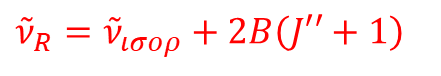 ν̃_R = ν̃_ισορ + 2B(J′′ + 1)